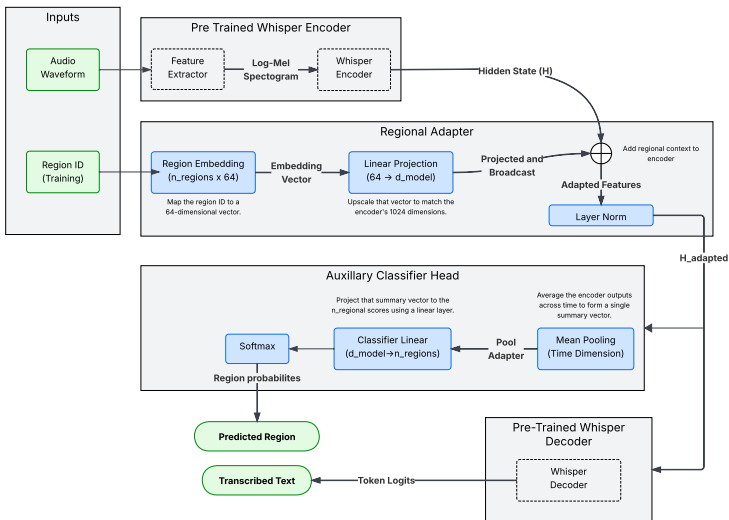 Inputs
Audio
Waveform
Region ID
(Training)
Pre Trained Whisper Encoder
Feature
Extractor
Log-Mel
Spectogram
Whisper
Encoder
Hidden State (H)
Regional Adapter
Region Embedding
(n_regions x 64)
Map the region ID to a
64-dimensional vector.
Embedding
Vector
Linear Projection
(64 → d_model)
Upscale that vector to match the
encoder's 1024 dimensions.
Projected and
Broadcast
Add regional context to
encoder
Adapted Features
Layer Norm
H_adapted
Auxillary Classifier Head
Average the encoder outputs
across time to form a single
summary vector.
Mean Pooling
(Time Dimension)
Pool
Adapter
Project that summary vector to the
n_regional scores using a linear layer.
Classifier Linear
(d_model→n_regions)
Softmax
Region probabilites
Predicted Region
Pre-Trained Whisper
Decoder
Whisper
Decoder
Token Logits
Transcribed Text